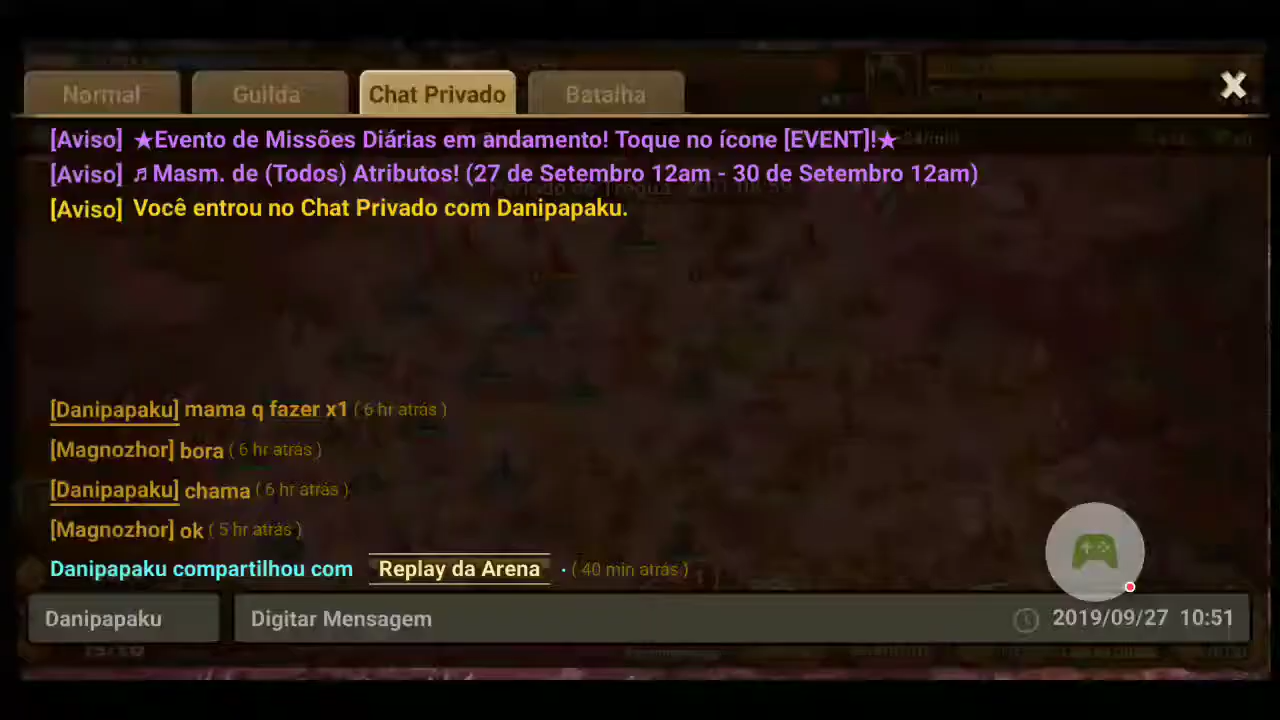 Normal
Guilda
Chat Privado
Batalha
[Aviso] ★Evento de Missões Diárias em andamento! Toque no ícone [EVENT]!★
[Aviso] ♬Masm. de (Todos) Atributos! (27 de Setembro 12am - 30 de Setembro 12am)
[Aviso] Você entrou no Chat Privado com Danipapaku.
[Danipapaku] mama q fazer x1 ( 6 hr atrás )
[Magnozhor] bora ( 6 hr atrás )
[Danipapaku] chama ( 6 hr atrás )
[Magnozhor] ok ( 5 hr atrás )
Danipapaku compartilhou com Replay da Arena · ( 40 min atrás )
Danipapaku
Digitar Mensagem
2019/09/27 10:51